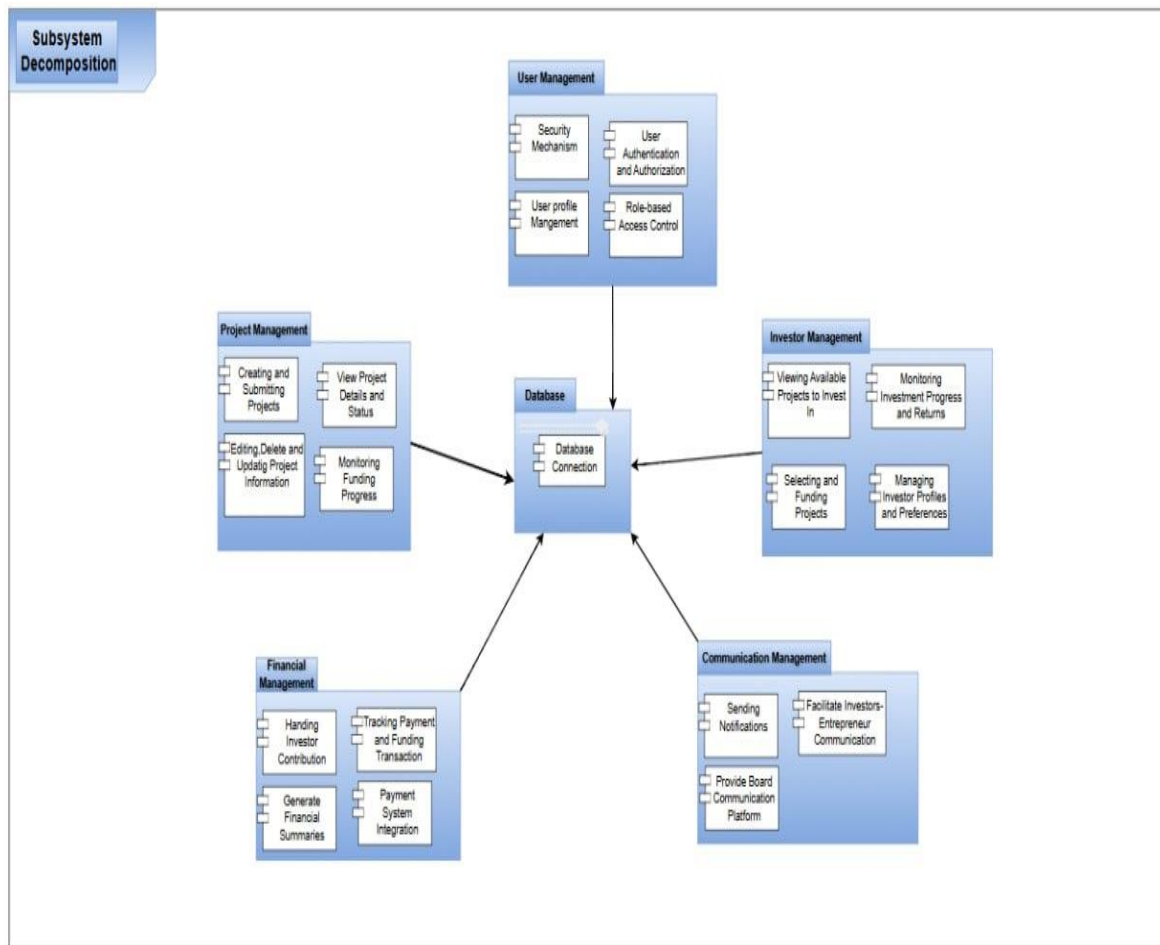 Subsystem
Decomposition
User Management
Security
Mechanism
User
Authentication
and Authorization
User profile
Mangement
Role-based
Access Control
Project Management
Creating and
Submitting
Projects
View Project
Details and
Status
Editing,Delete and
Updatig Project
Information
Monitoring
Funding
Progress
Database
Database
Connection
Investor Management
Viewing Available
Projects to Invest
In
Monitoring
Investment Progress
and Returns
Selecting and
Funding
Projects
Managing
Investor Profiles
and Preferences
Financial
Management
Handing
Investor
Contribution
Tracking Payment
and Funding
Transaction
Generate
Financial
Summaries
Payment
System
Integration
Communication Management
Sending
Notifications
Facilitate Investors-
Entrepreneur
Communication
Provide Board
Communication
Platform